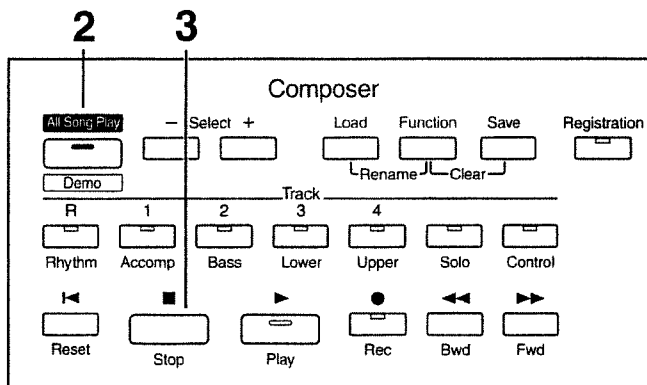 2 3
Composer
All Song Play − Select + Load Function Save Registration
Demo Rename Clear
Track
R 1 2 3 4
Rhythm Accomp Bass Lower Upper Solo Control
Reset Stop Play Rec Bwd Fwd